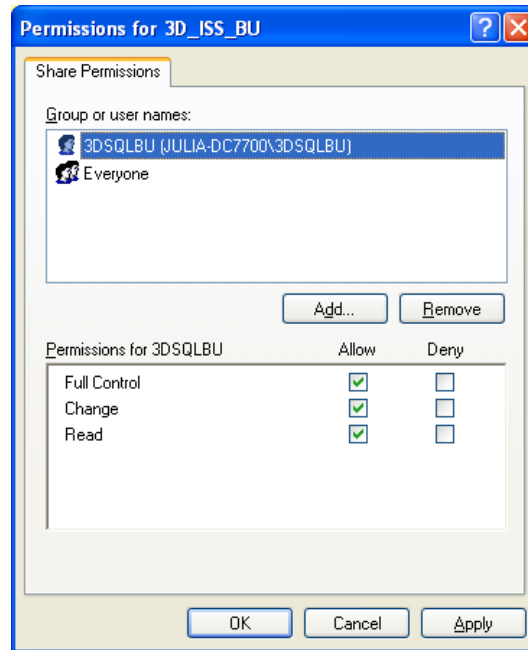 Permissions for 3D_ISS_BU
Share Permissions
Group or user names:
3DSQLBU (JULIA-DC7700\3DSQLBU)
Everyone
Add... Remove
Permissions for 3DSQLBU Allow Deny
Full Control
Change
Read
OK Cancel Apply